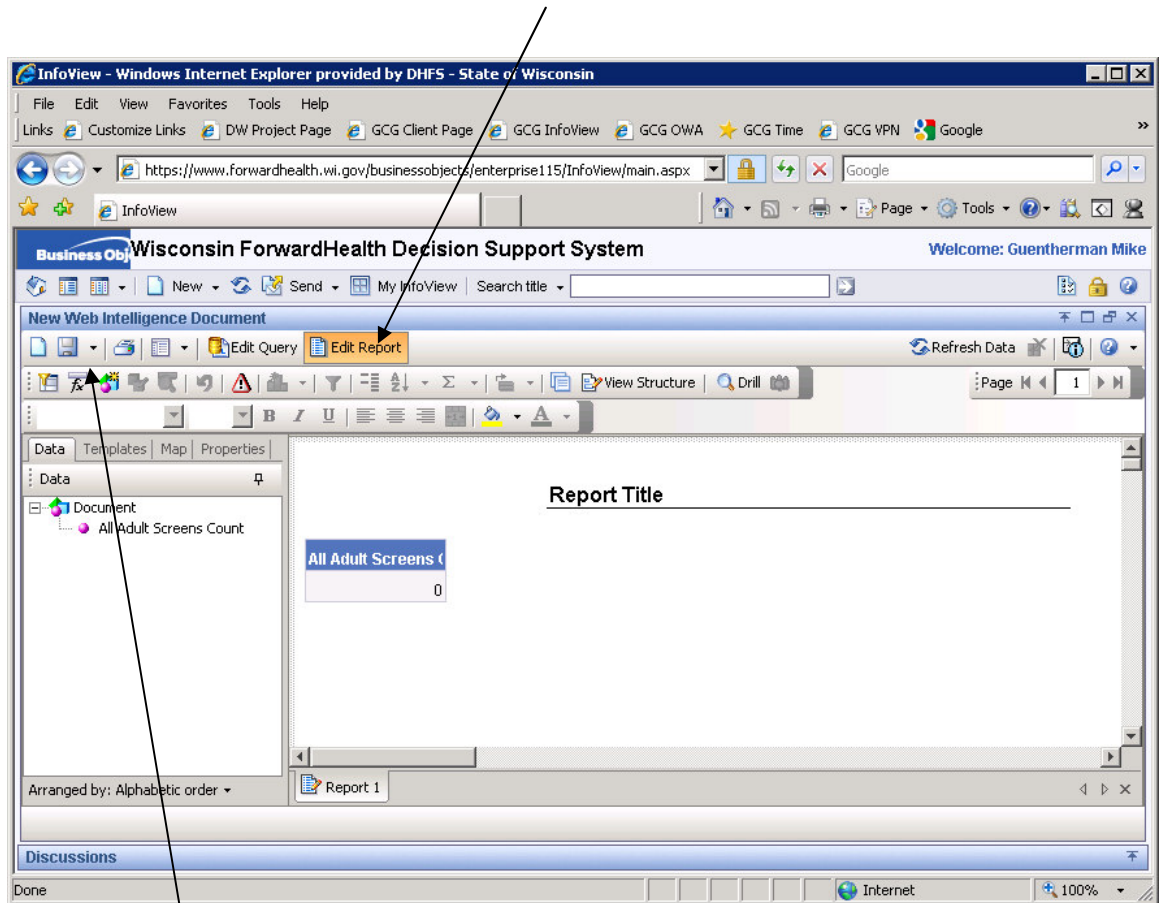 InfoView - Windows Internet Explorer provided by DHFS - State of Wisconsin
File Edit View Favorites Tools Help
Links Customize Links DW Project Page GCG Client Page GCG InfoView GCG OWA GCG Time GCG VPN Google »
https://www.forwardhealth.wi.gov/businessobjects/enterprise115/InfoView/main.aspx Google
InfoView Page Tools
Business Obj Wisconsin ForwardHealth Decision Support System Welcome: Guentherman Mike
New Send My InfoView Search title
New Web Intelligence Document
Edit Query Edit Report Refresh Data
View Structure Drill Page 1
B I U A
Data Templates Map Properties
Data
Report Title
Document
All Adult Screens Count
All Adult Screens (
0
Arranged by: Alphabetic order Report 1
Discussions
Done Internet 100%